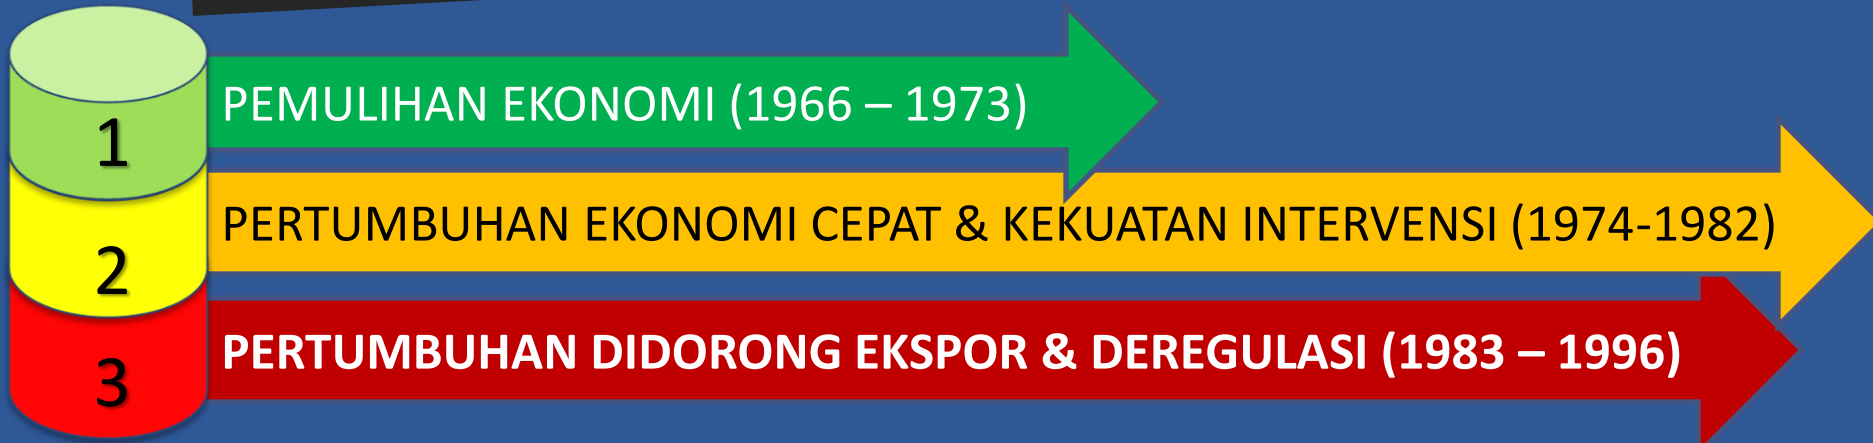 1
PEMULIHAN EKONOMI (1966 – 1973)
2
PERTUMBUHAN EKONOMI CEPAT & KEKUATAN INTERVENSI (1974-1982)
3
PERTUMBUHAN DIDORONG EKSPOR & DEREGULASI (1983 – 1996)